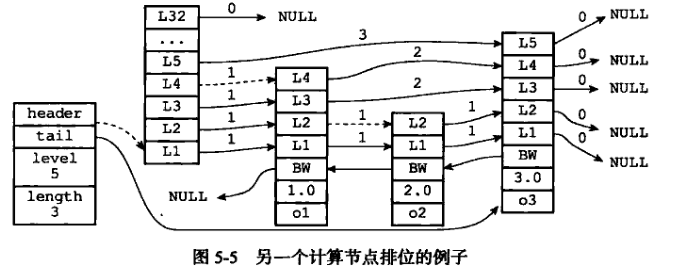 header
tail
level
5
length
3
L32
...
L5
L4
L3
L2
L1
0
NULL
3
1
1
1
1
L4
L3
L2
L1
BW
1.0
o1
NULL
2
2
1
1
L2
L1
BW
2.0
o2
1
1
L5
L4
L3
L2
L1
BW
3.0
o3
0
NULL
0
NULL
0
NULL
0
NULL
0
NULL
图 5-5 另一个计算节点排位的例子